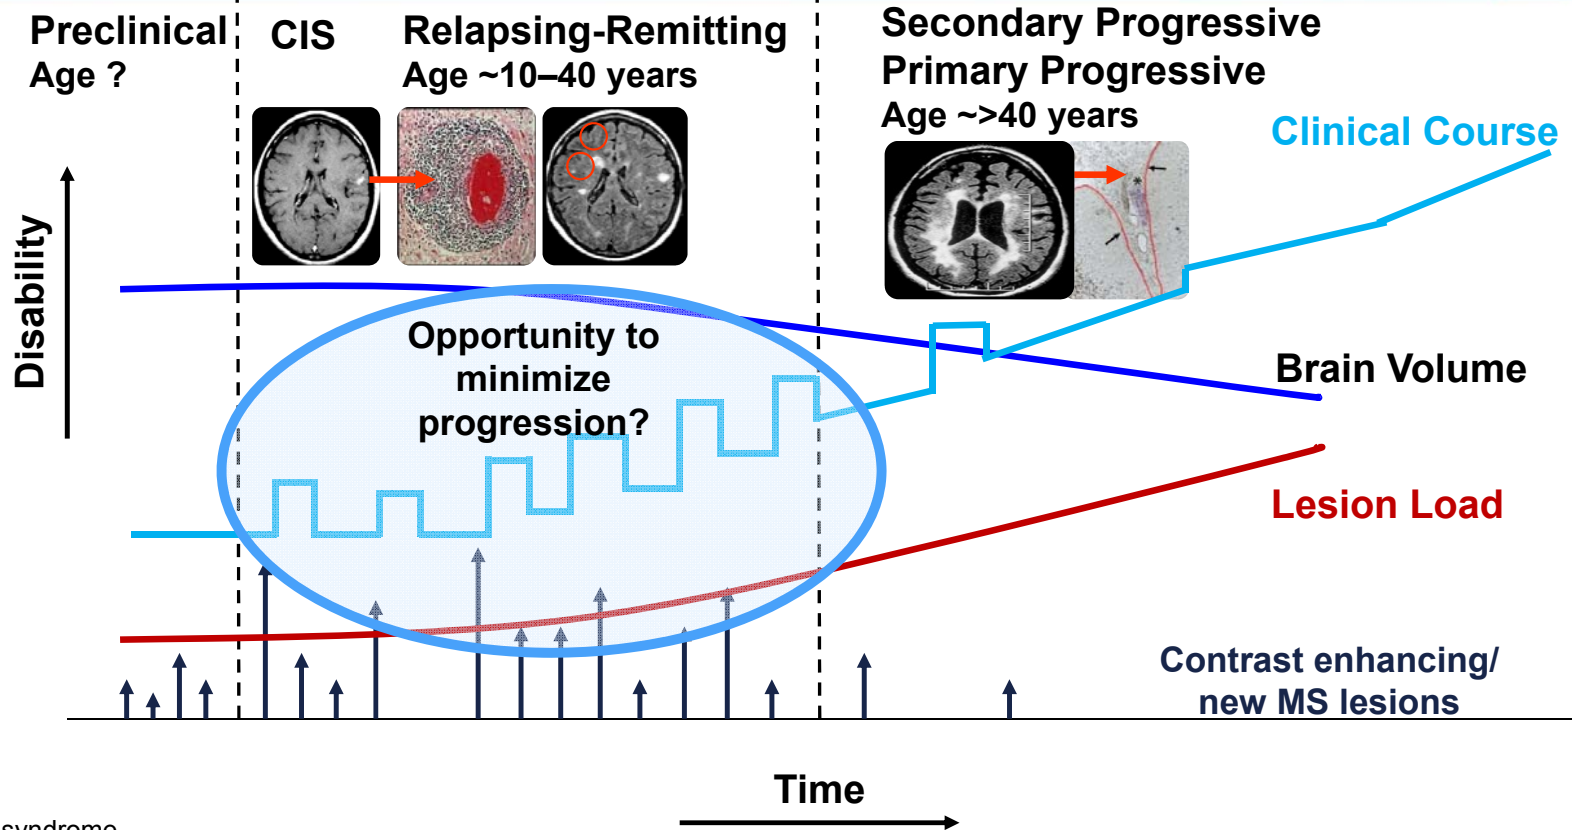 Preclinical
Age ?
CIS
Relapsing-Remitting
Age ~10–40 years
Secondary Progressive
Primary Progressive
Age ~>40 years
Clinical Course
Disability
Opportunity to
minimize
progression?
Brain Volume
Lesion Load
Contrast enhancing/
new MS lesions
Time
syndrome